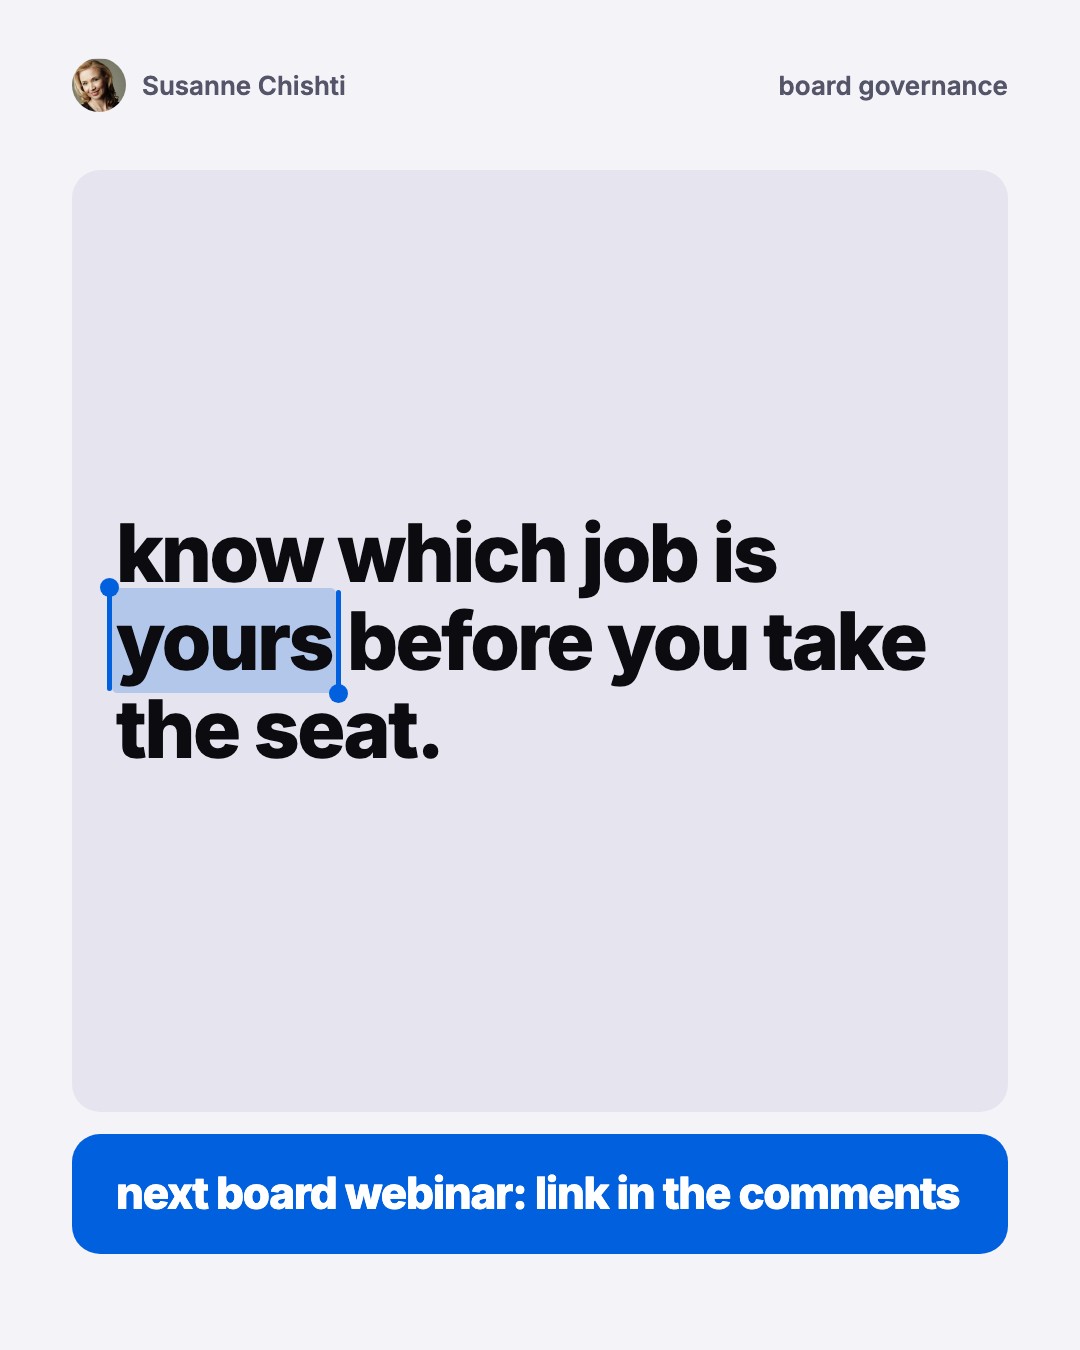 Susanne Chishti
board governance
know which job is
yours before you take
the seat.
next board webinar: link in the comments